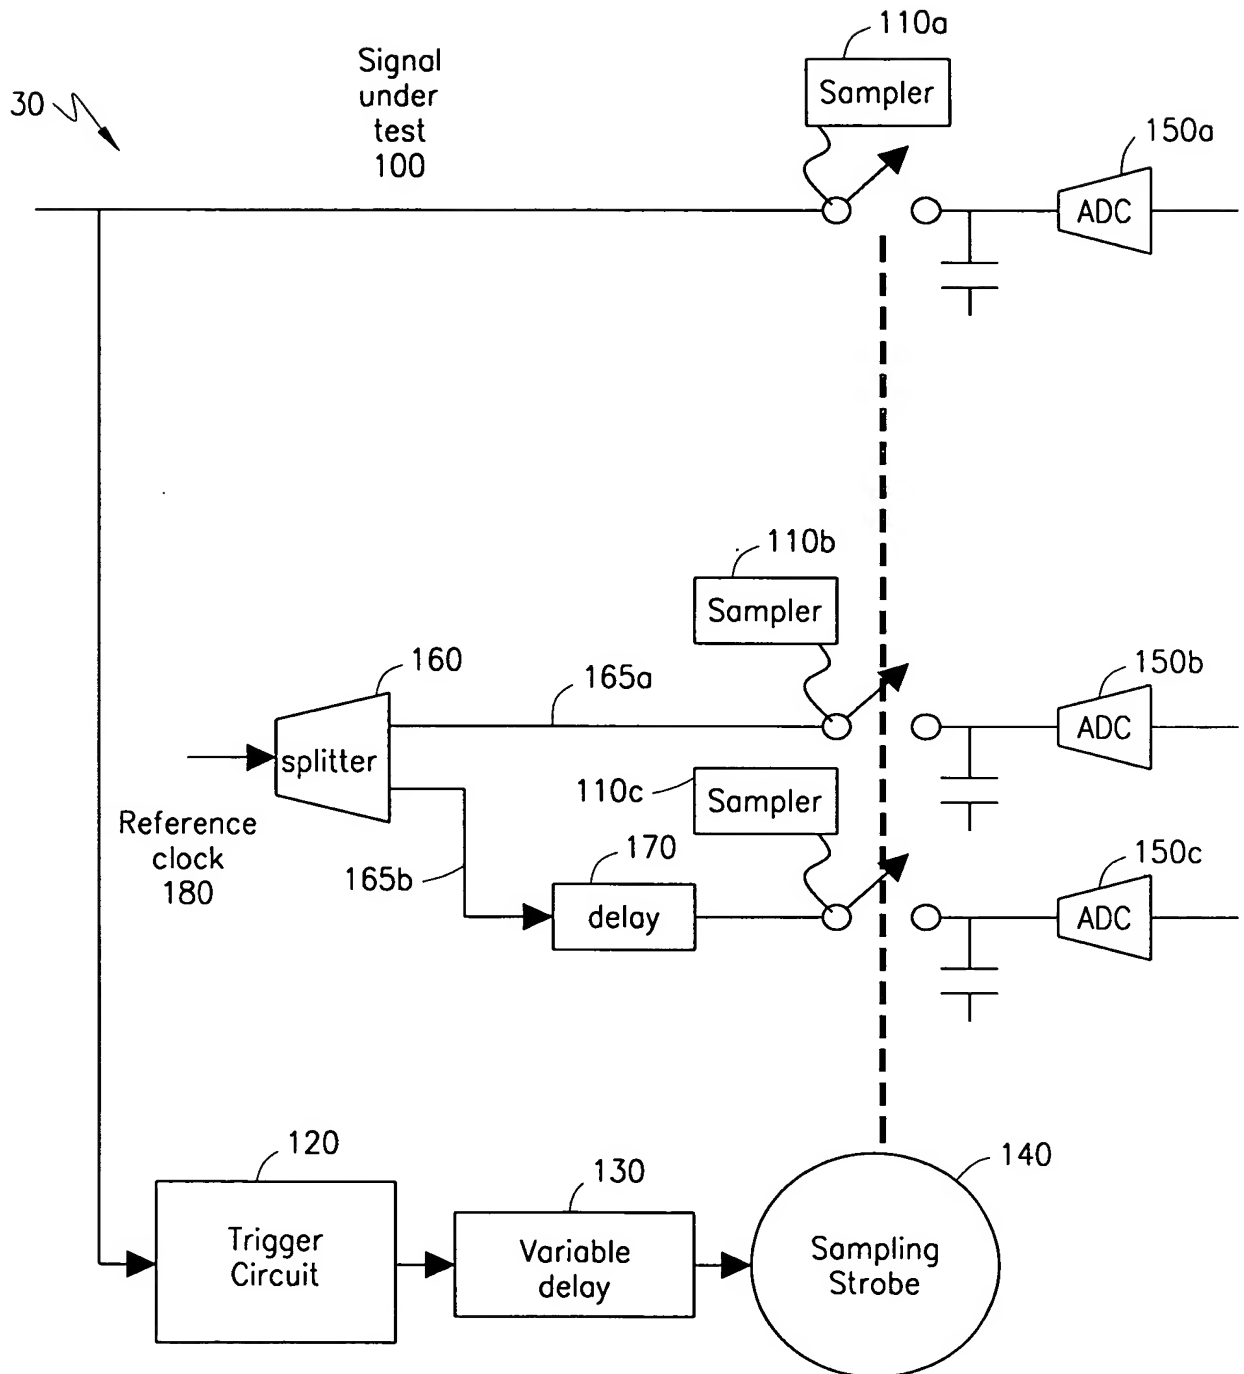 110a
Sampler
Signal
under
test
100
30
150a
ADC
110b
Sampler
160
165a
150b
ADC
splitter
110c
Sampler
Reference
clock
180
165b
170
delay
150c
ADC
120
Trigger
Circuit
130
Variable
delay
140
Sampling
Strobe